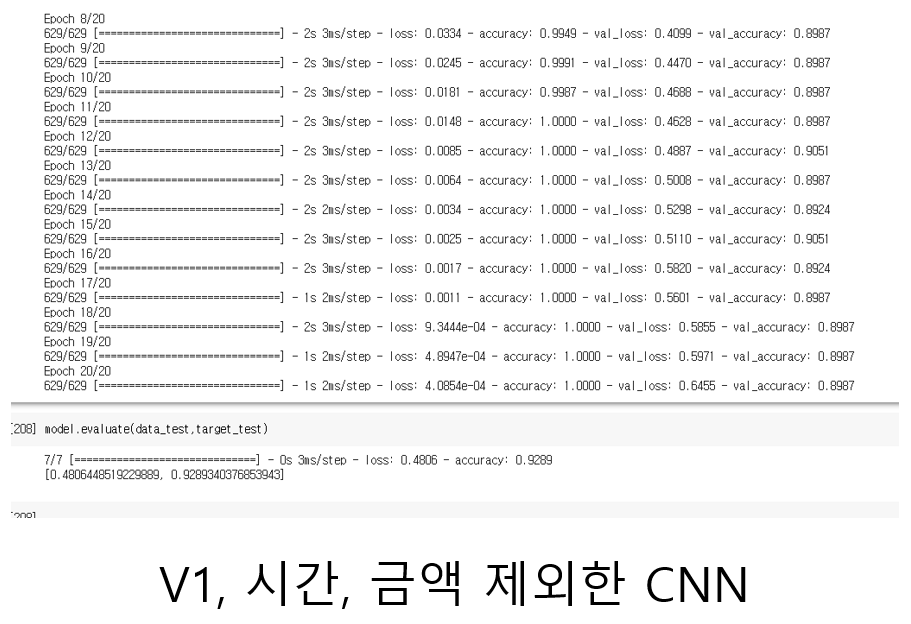 Epoch 8/20
629/629 [==============================] - 2s 3ms/step - loss: 0.0334 - accuracy: 0.9949 - val_loss: 0.4099 - val_accuracy: 0.8987
Epoch 9/20
629/629 [==============================] - 2s 3ms/step - loss: 0.0245 - accuracy: 0.9991 - val_loss: 0.4470 - val_accuracy: 0.8987
Epoch 10/20
629/629 [==============================] - 2s 3ms/step - loss: 0.0181 - accuracy: 0.9987 - val_loss: 0.4688 - val_accuracy: 0.8987
Epoch 11/20
629/629 [==============================] - 2s 3ms/step - loss: 0.0148 - accuracy: 1.0000 - val_loss: 0.4628 - val_accuracy: 0.8987
Epoch 12/20
629/629 [==============================] - 2s 3ms/step - loss: 0.0085 - accuracy: 1.0000 - val_loss: 0.4887 - val_accuracy: 0.9051
Epoch 13/20
629/629 [==============================] - 2s 3ms/step - loss: 0.0064 - accuracy: 1.0000 - val_loss: 0.5008 - val_accuracy: 0.8987
Epoch 14/20
629/629 [==============================] - 2s 2ms/step - loss: 0.0034 - accuracy: 1.0000 - val_loss: 0.5298 - val_accuracy: 0.8924
Epoch 15/20
629/629 [==============================] - 2s 3ms/step - loss: 0.0025 - accuracy: 1.0000 - val_loss: 0.5110 - val_accuracy: 0.9051
Epoch 16/20
629/629 [==============================] - 2s 3ms/step - loss: 0.0017 - accuracy: 1.0000 - val_loss: 0.5820 - val_accuracy: 0.8924
Epoch 17/20
629/629 [==============================] - 1s 2ms/step - loss: 0.0011 - accuracy: 1.0000 - val_loss: 0.5601 - val_accuracy: 0.8987
Epoch 18/20
629/629 [==============================] - 2s 3ms/step - loss: 9.3444e-04 - accuracy: 1.0000 - val_loss: 0.5855 - val_accuracy: 0.8987
Epoch 19/20
629/629 [==============================] - 1s 2ms/step - loss: 4.8947e-04 - accuracy: 1.0000 - val_loss: 0.5971 - val_accuracy: 0.8987
Epoch 20/20
629/629 [==============================] - 1s 2ms/step - loss: 4.0854e-04 - accuracy: 1.0000 - val_loss: 0.6455 - val_accuracy: 0.8987
[208] model.evaluate(data_test,target_test)
7/7 [==============================] - 0s 3ms/step - loss: 0.4806 - accuracy: 0.9289
[0.4806448519229889, 0.9289340376853943]
V1, 시간, 금액 제외한 CNN